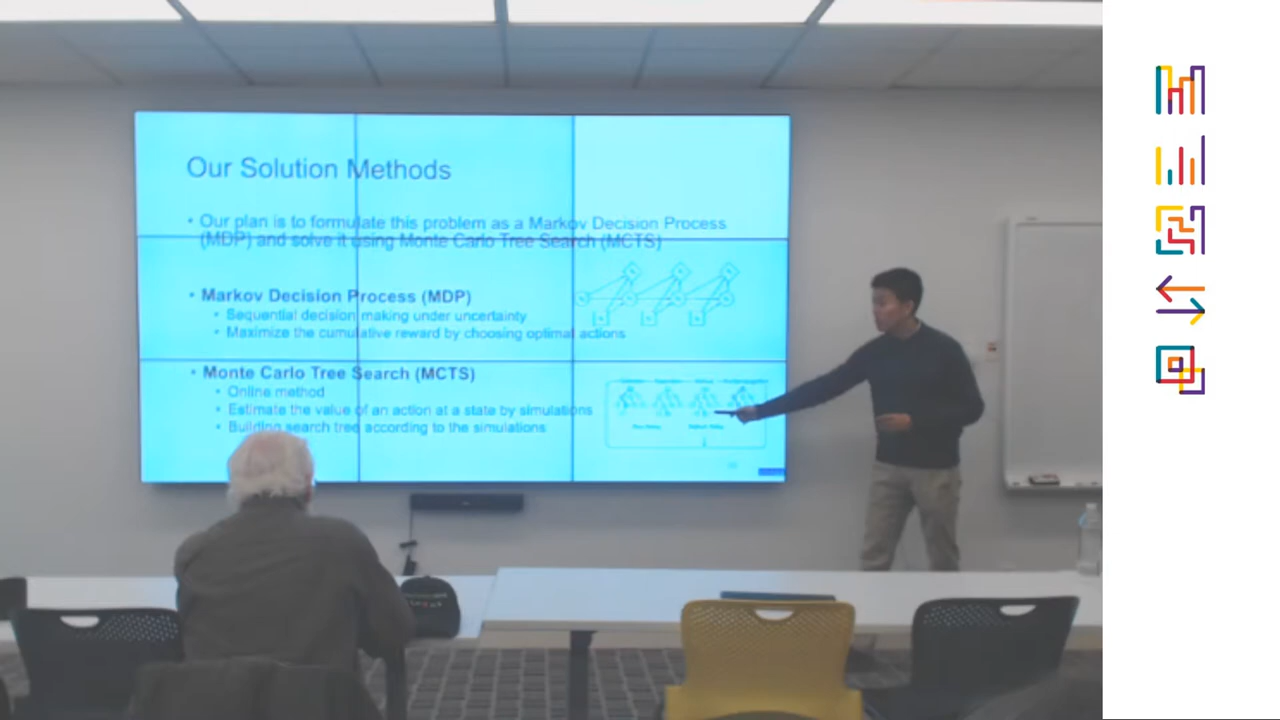 Our Solution Methods
• Our plan is to formulate this problem as a Markov Decision Process
(MDP) and solve it using Monte Carlo Tree Search (MCTS)
• Markov Decision Process (MDP)
• Sequential decision making under uncertainty
• Maximize the cumulative reward by choosing optimal actions
• Monte Carlo Tree Search (MCTS)
• Online method
• Estimate the value of an action at a state by simulations
• Building search tree according to the simulations